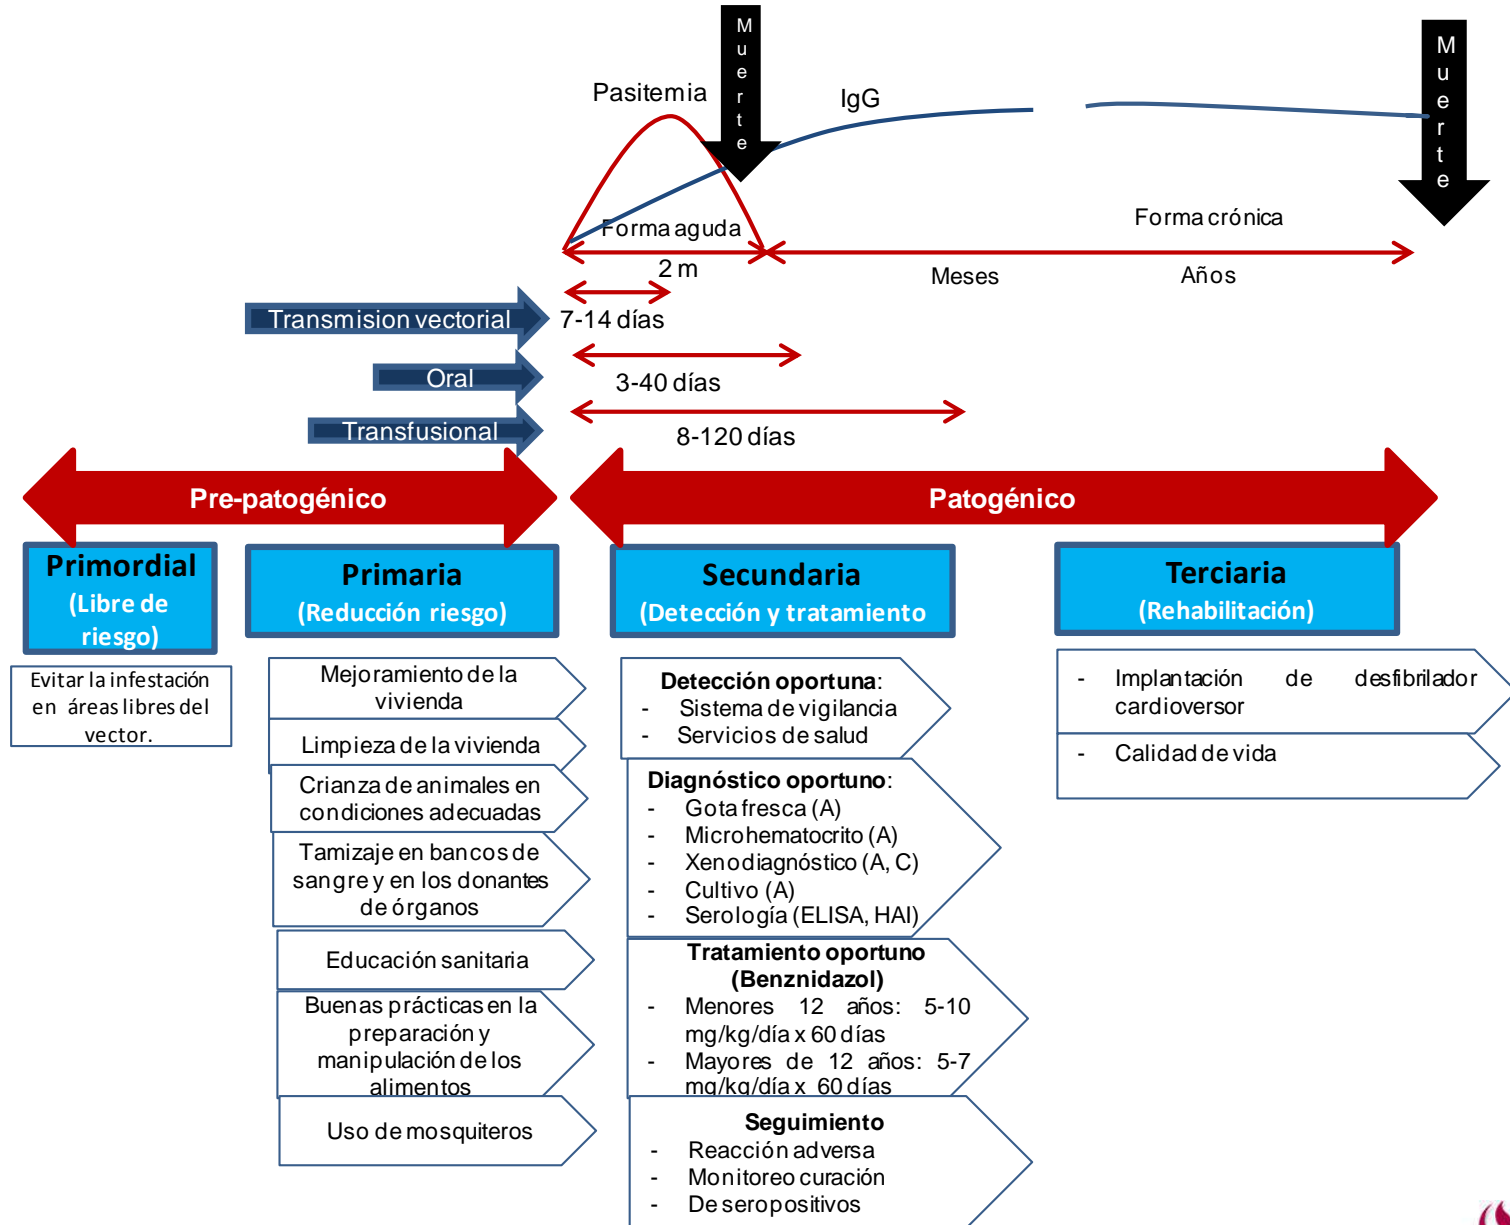 Muerte
Muerte
Pasitemia
IgG
Forma aguda
Forma crónica
2 m
Meses
Años
Transmision vectorial
7-14 días
Oral
3-40 días
Transfusional
8-120 días
Pre-patogénico
Patogénico
Primordial
(Libre de
riesgo)
Evitar la infestación
en áreas libres del
vector.
Primaria
(Reducción riesgo)
Mejoramiento de la
vivienda
Limpieza de la vivienda
Crianza de animales en
condiciones adecuadas
Tamizaje en bancos de
sangre y en los donantes
de órganos
Educación sanitaria
Buenas prácticas en la
preparación y
manipulación de los
alimentos
Uso de mosquiteros
Secundaria
(Detección y tratamiento
Detección oportuna:
- Sistema de vigilancia
- Servicios de salud
Diagnóstico oportuno:
- Gota fresca (A)
- Microhematocrito (A)
- Xenodiagnóstico (A, C)
- Cultivo (A)
- Serología (ELISA, HAI)
Tratamiento oportuno
(Benznidazol)
- Menores 12 años: 5-10
mg/kg/día x 60 días
- Mayores de 12 años: 5-7
mg/kg/día x 60 días
Seguimiento
- Reacción adversa
- Monitoreo curación
- De seropositivos
Terciaria
(Rehabilitación)
- Implantación de desfibrilador
cardioversor
- Calidad de vida